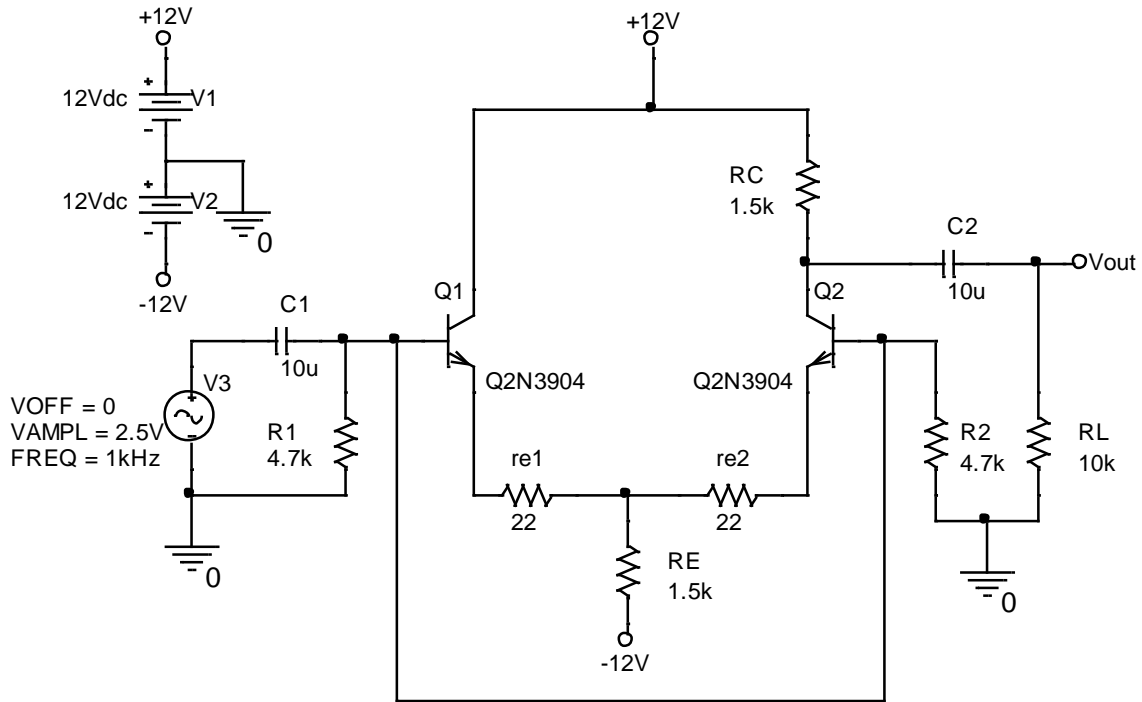 +12V
+12V
+
12Vdc
V1
-
+
12Vdc
V2
-
0
-12V
RC
1.5k
C2
10u
Vout
Q1
Q2
C1
10u
Q2N3904
Q2N3904
V3
+
-
VOFF = 0
VAMPL = 2.5V
FREQ = 1kHz
R1
4.7k
R2
4.7k
RL
10k
re1
22
re2
22
RE
1.5k
-12V
0
0